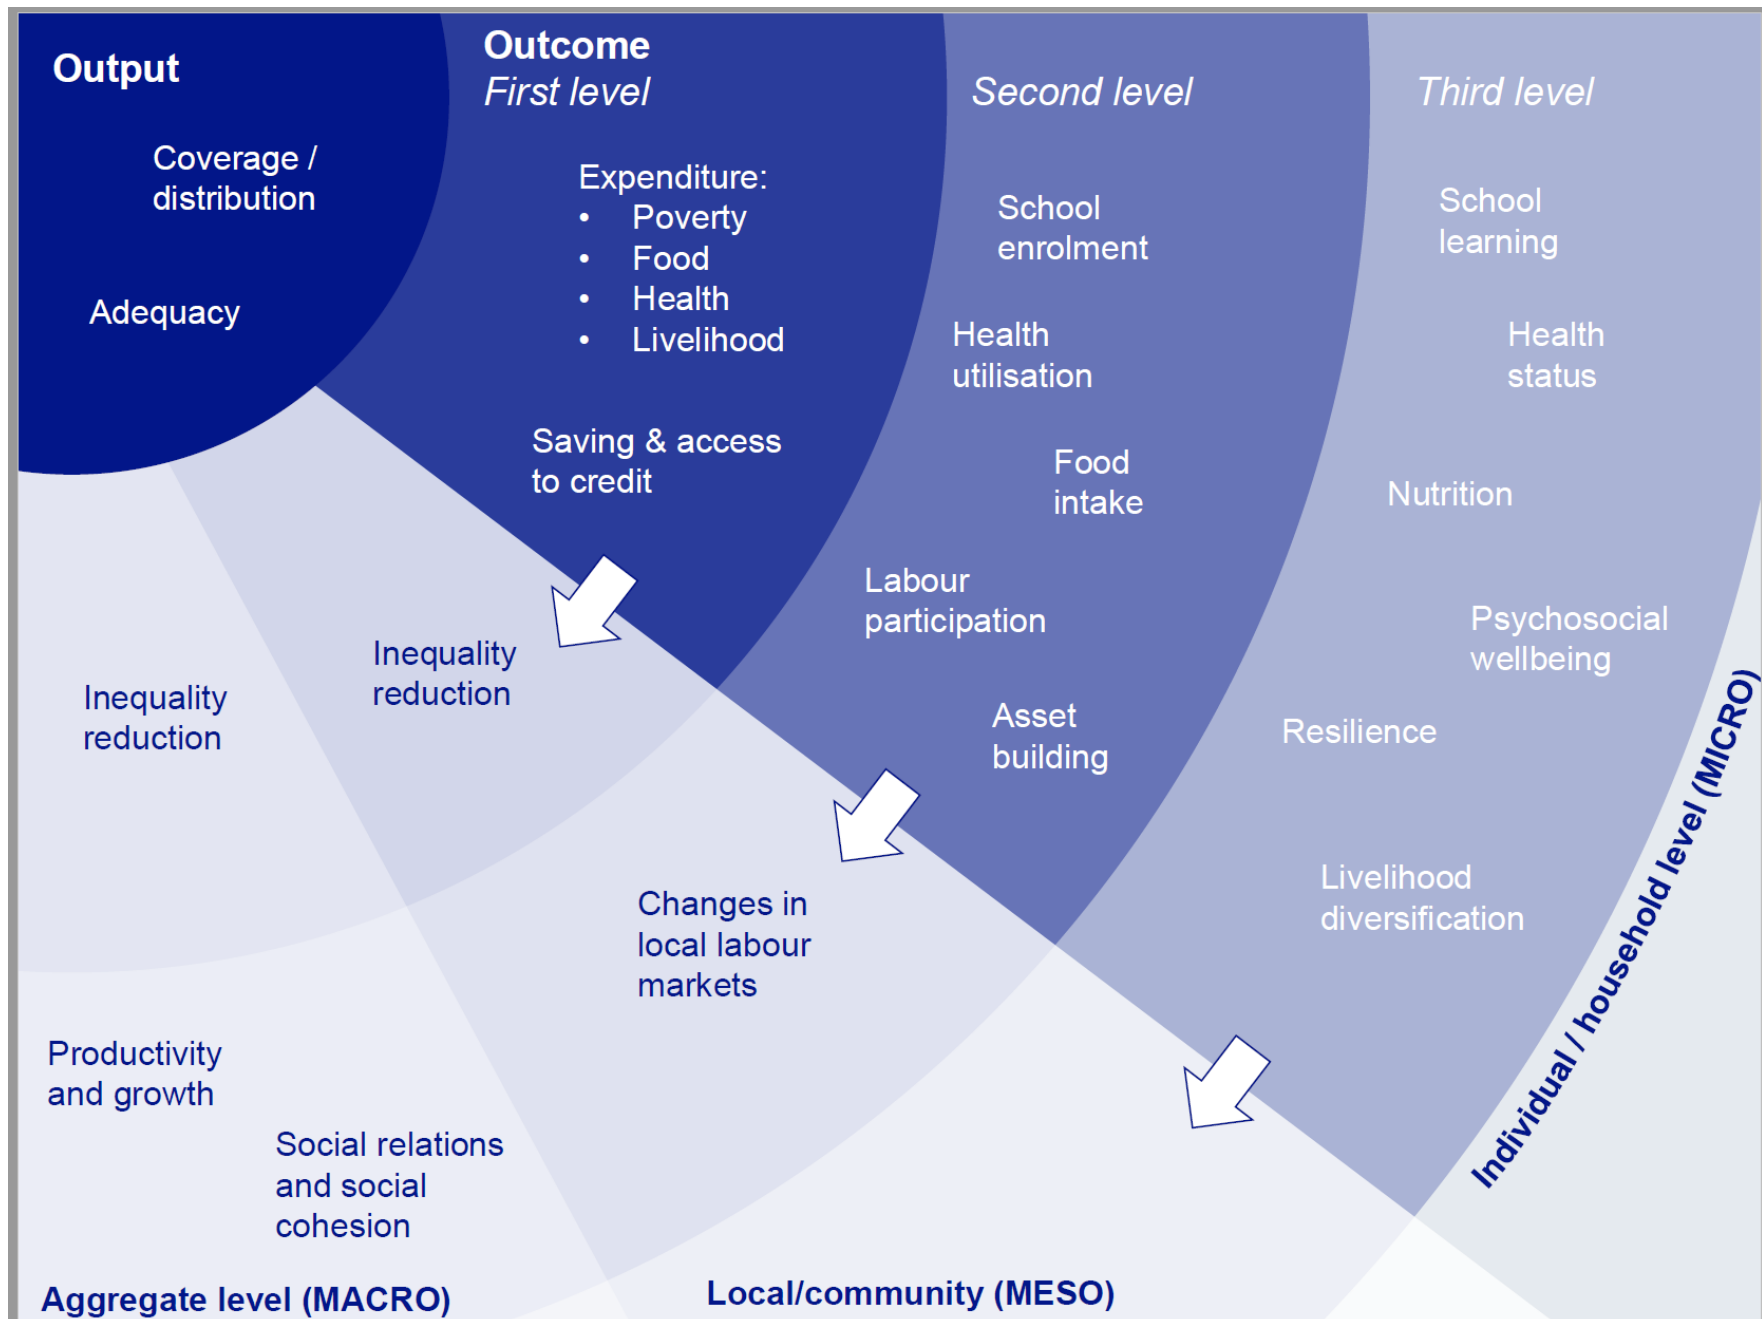 Output
Coverage /
distribution
Adequacy
Outcome
First level
Expenditure:
• Poverty
• Food
• Health
• Livelihood
Saving & access
to credit
Second level
School
enrolment
Health
utilisation
Food
intake
Labour
participation
Asset
building
Third level
School
learning
Health
status
Nutrition
Psychosocial
wellbeing
Resilience
Livelihood
diversification
Individual / household level (MICRO)
Inequality
reduction
Inequality
reduction
Changes in
local labour
markets
Productivity
and growth
Social relations
and social
cohesion
Aggregate level (MACRO)
Local/community (MESO)